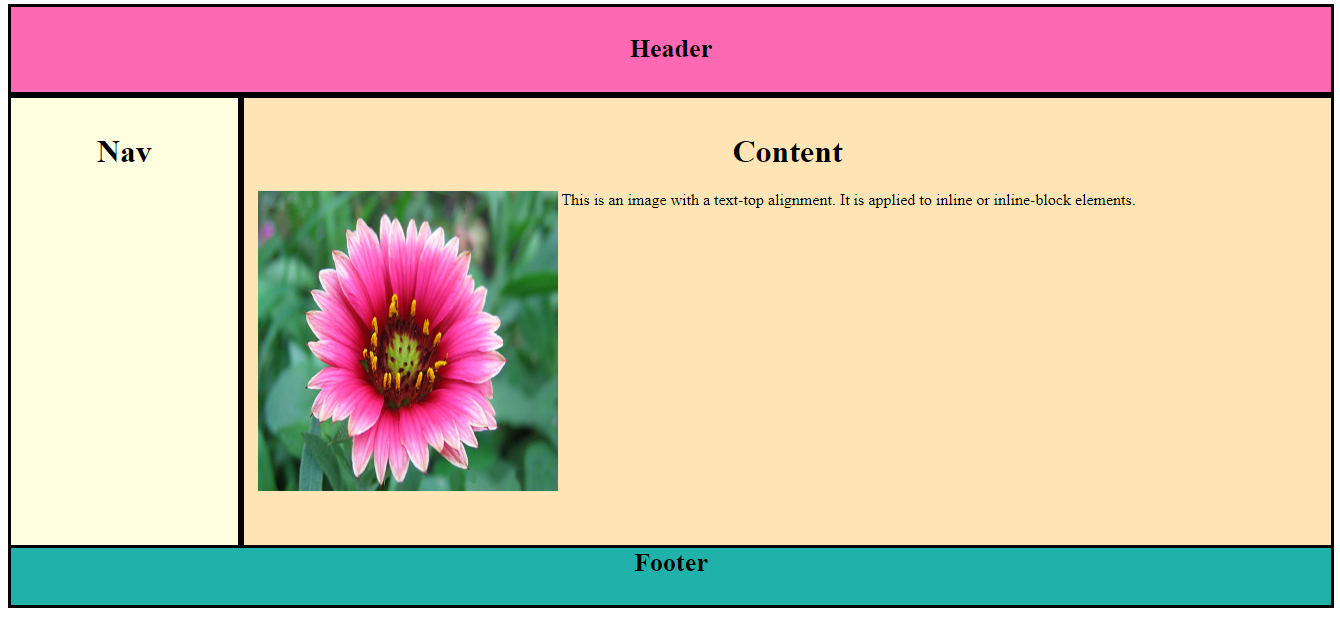 Header
Nav
Content
This is an image with a text-top alignment. It is applied to inline or inline-block elements.
Footer